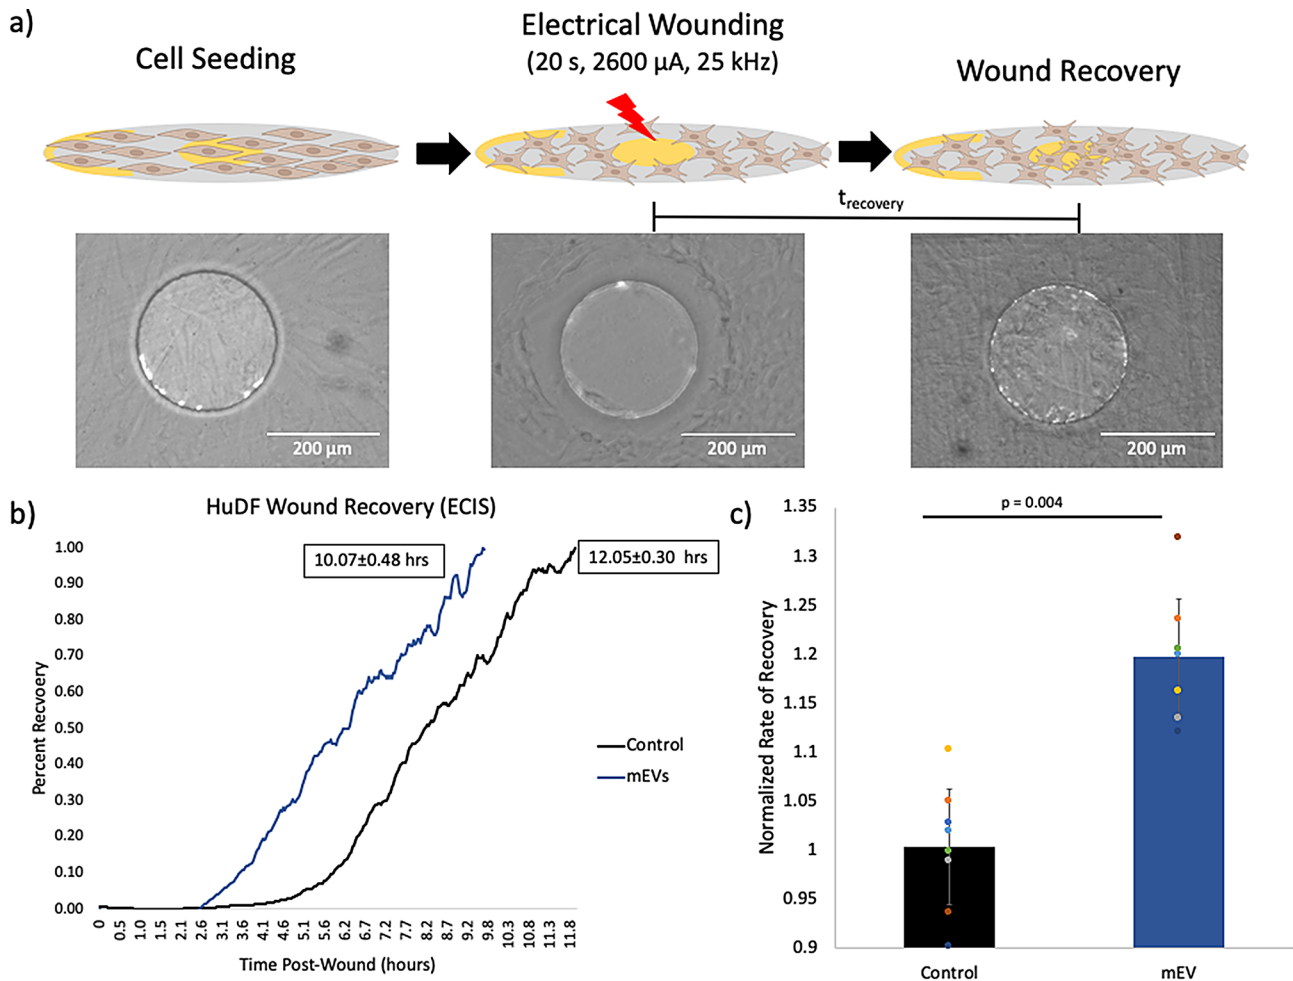 a)
Cell Seeding
Electrical Wounding
(20 s, 2600 µA, 25 kHz)
Wound Recovery
trecovery
200 µm
200 µm
200 µm
b)
HuDF Wound Recovery (ECIS)
1.00
0.90
0.80
0.70
0.60
0.50
0.40
0.30
0.20
0.10
0.00
Percent Recvoery
10.07±0.48 hrs
12.05±0.30 hrs
Control
mEVs
0 0.5 1.0 1.5 2.1 2.6 3.6 4.1 4.6 5.1 5.6 6.2 6.7 7.2 7.7 8.2 8.7 9.2 9.8 10.3 10.8 11.3 11.8
Time Post-Wound (hours)
c)
p = 0.004
1.35
1.3
1.25
1.2
1.15
1.1
1.05
1
0.95
0.9
Normalized Rate of Recovery
Control
mEV